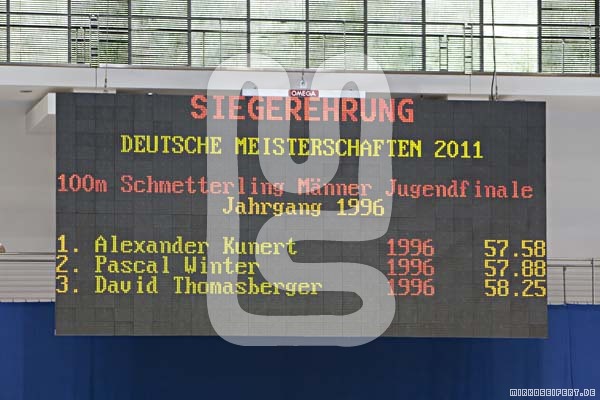 OMEGA
SIEGEREHRUNG
DEUTSCHE MEISTERSCHAFTEN 2011
100m Schmetterling Männer Jugendfinale
Jahrgang 1996
1. Alexander Kunert 1996 57.58
2. Pascal Winter 1996 57.88
3. David Thomasberger 1996 58.25
MIRKOSEIFERT.DE